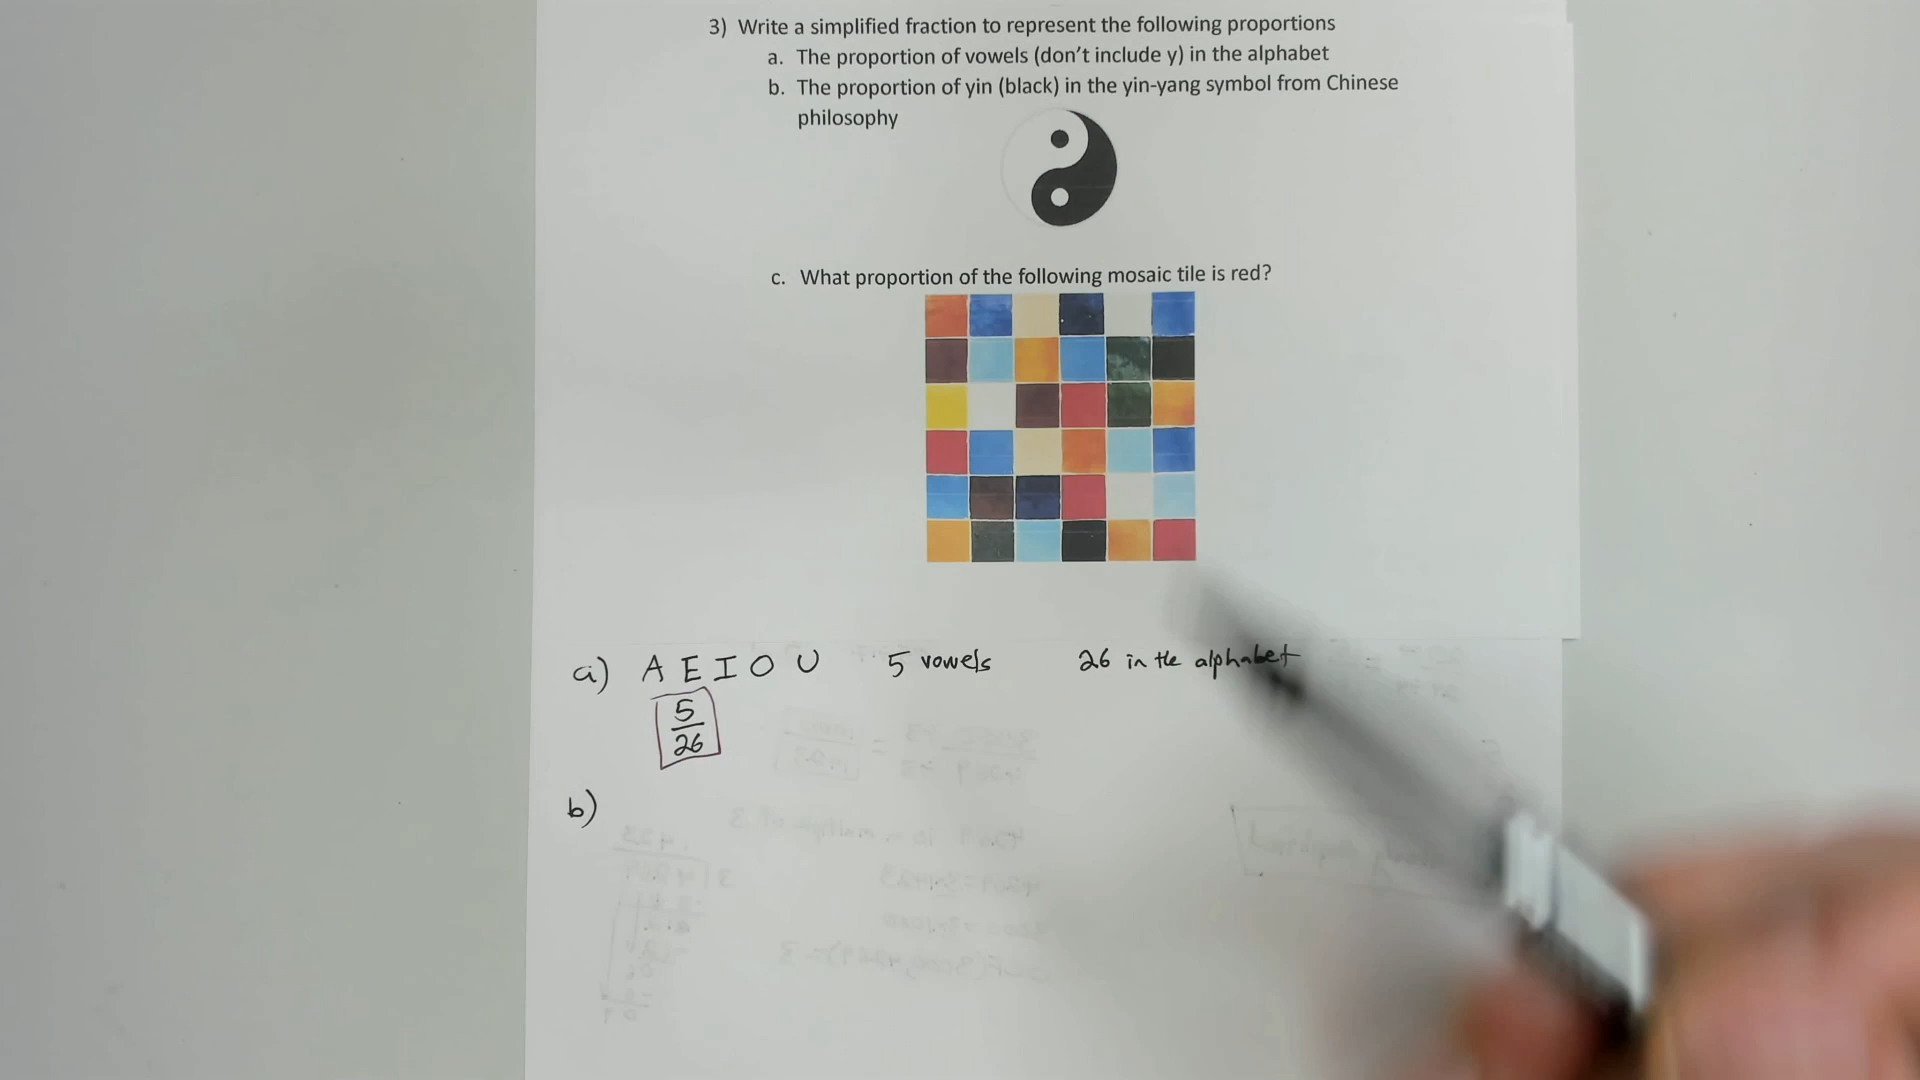 3) Write a simplified fraction to represent the following proportions
a. The proportion of vowels (don't include y) in the alphabet
b. The proportion of yin (black) in the yin-yang symbol from Chinese
philosophy
c. What proportion of the following mosaic tile is red?
a) A E I O U 5 vowels 26 in the alphabet
5
26
b)